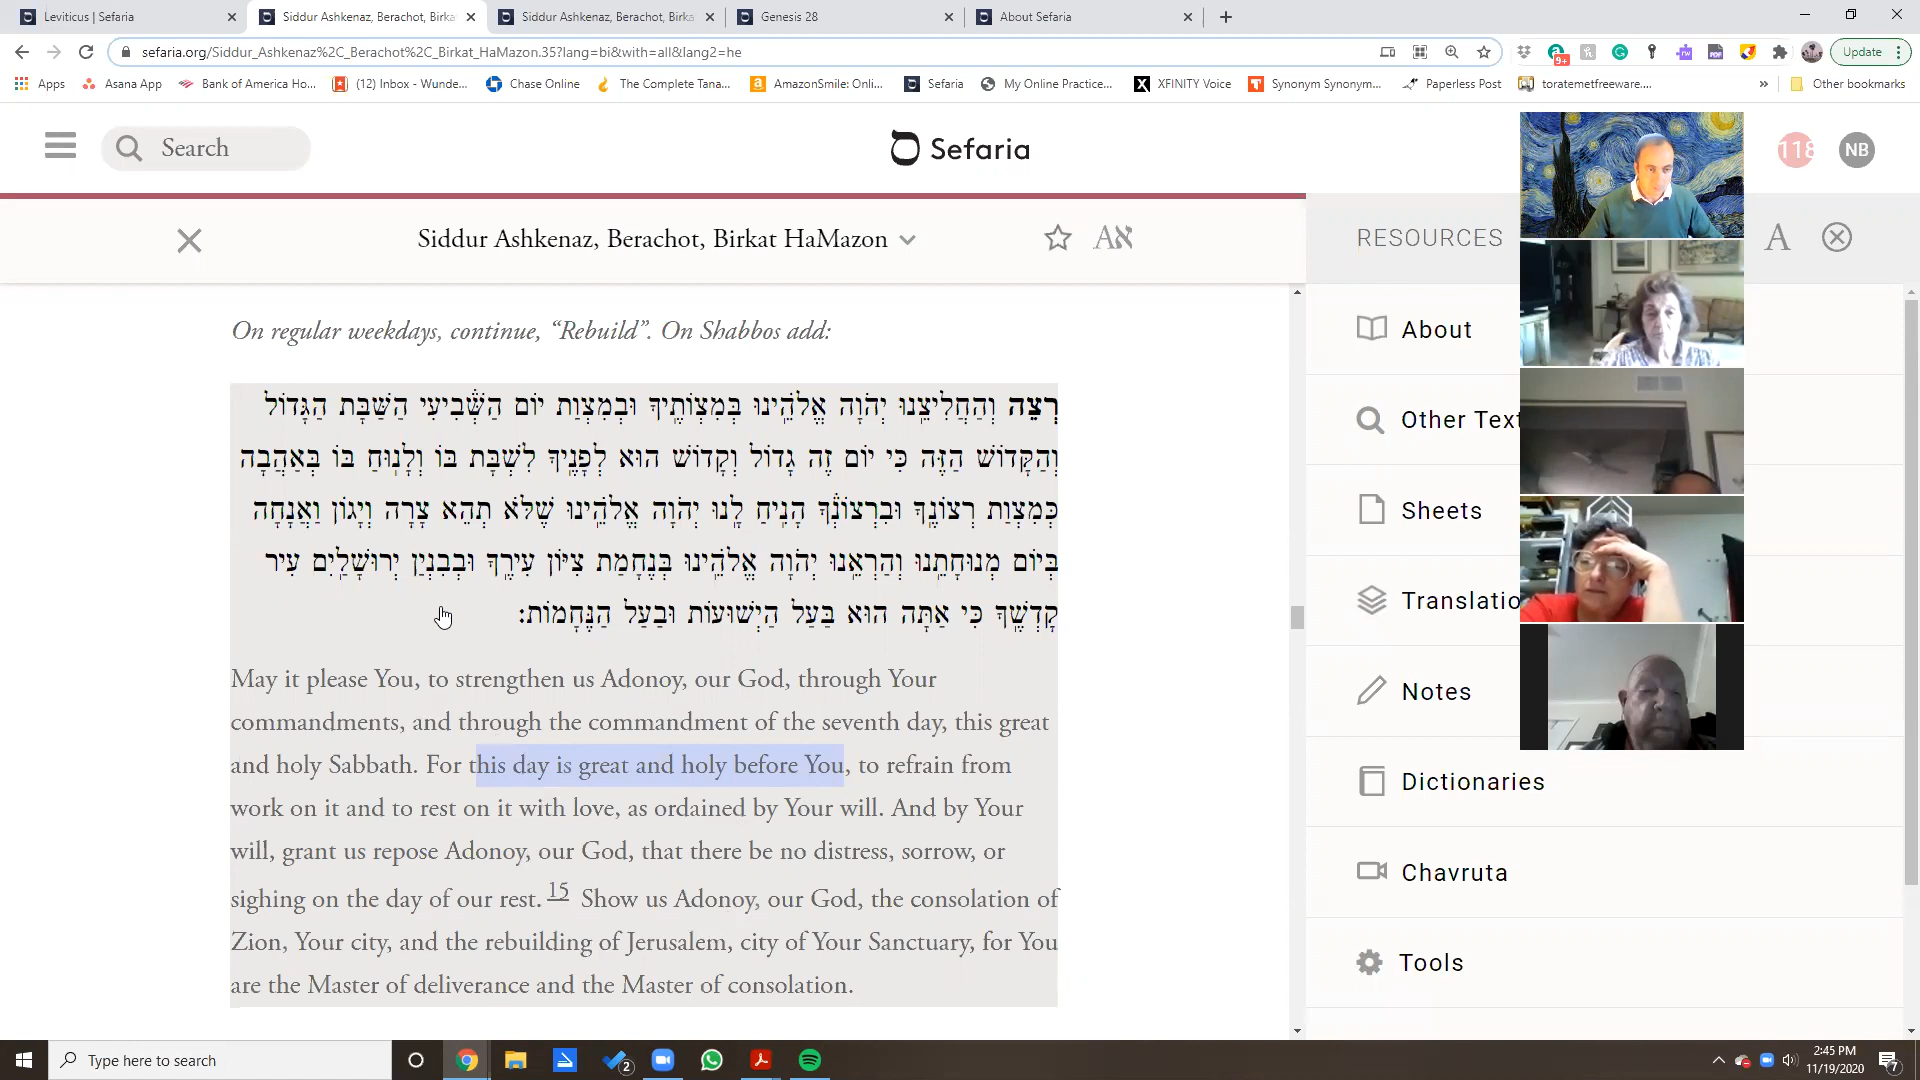 Leviticus | Sefaria
Siddur Ashkenaz, Berachot, Birka
Siddur Ashkenaz, Berachot, Birka
Genesis 28
About Sefaria
sefaria.org/Siddur_Ashkenaz%2C_Berachot%2C_Birkat_HaMazon.35?lang=bi&with=all&lang2=he
9+
Update
Apps
Asana App
Bank of America Ho...
(12) Inbox - Wunde...
Chase Online
The Complete Tana...
AmazonSmile: Onli...
Sefaria
My Online Practice...
XFINITY Voice
Synonym Synonym...
Paperless Post
toratemetfreeware....
»
Other bookmarks
Search
Sefaria
118
NB
Siddur Ashkenaz, Berachot, Birkat HaMazon
Aא
RESOURCES
A
On regular weekdays, continue, “Rebuild”. On Shabbos add:
רְצֵה וְהַחֲלִיצֵֽנוּ יְהֹוָה אֱלֹהֵֽינוּ בְּמִצְוֹתֶֽיךָ וּבְמִצְוַת יוֹם הַשְּׁ֒בִיעִי הַשַּׁבָּת הַגָּדוֹל
וְהַקָּדוֹשׁ הַזֶּה כִּי יוֹם זֶה גָּדוֹל וְקָדוֹשׁ הוּא לְפָנֶֽיךָ לִשְׁבָּת בּוֹ וְלָנֽוּחַ בּוֹ בְּאַהֲבָה
כְּמִצְוַת רְצוֹנֶֽךָ וּבִרְצוֹנְ֒ךָ הָנִֽיחַ לָֽנוּ יְהֹוָה אֱלֹהֵֽינוּ שֶׁלֹּא תְהֵא צָרָה וְיָגוֹן וַאֲנָחָה
בְּיוֹם מְנוּחָתֵֽנוּ וְהַרְאֵֽנוּ יְהֹוָה אֱלֹהֵֽינוּ בְּנֶחָמַת צִיּוֹן עִירֶֽךָ וּבְבִנְיַן יְרוּשָׁלַֽיִם עִיר
קָדְשֶֽׁךָ כִּי אַתָּה הוּא בַּֽעַל הַיְשׁוּעוֹת וּבַֽעַל הַנֶּחָמוֹת:
May it please You, to strengthen us Adonoy, our God, through Your
commandments, and through the commandment of the seventh day, this great
and holy Sabbath. For this day is great and holy before You, to refrain from
work on it and to rest on it with love, as ordained by Your will. And by Your
will, grant us repose Adonoy, our God, that there be no distress, sorrow, or
sighing on the day of our rest. 15 Show us Adonoy, our God, the consolation of
Zion, Your city, and the rebuilding of Jerusalem, city of Your Sanctuary, for You
are the Master of deliverance and the Master of consolation.
About
Other Text
Sheets
Translatio
Notes
Dictionaries
Chavruta
Tools
Type here to search
2
2:45 PM
11/19/2020
7